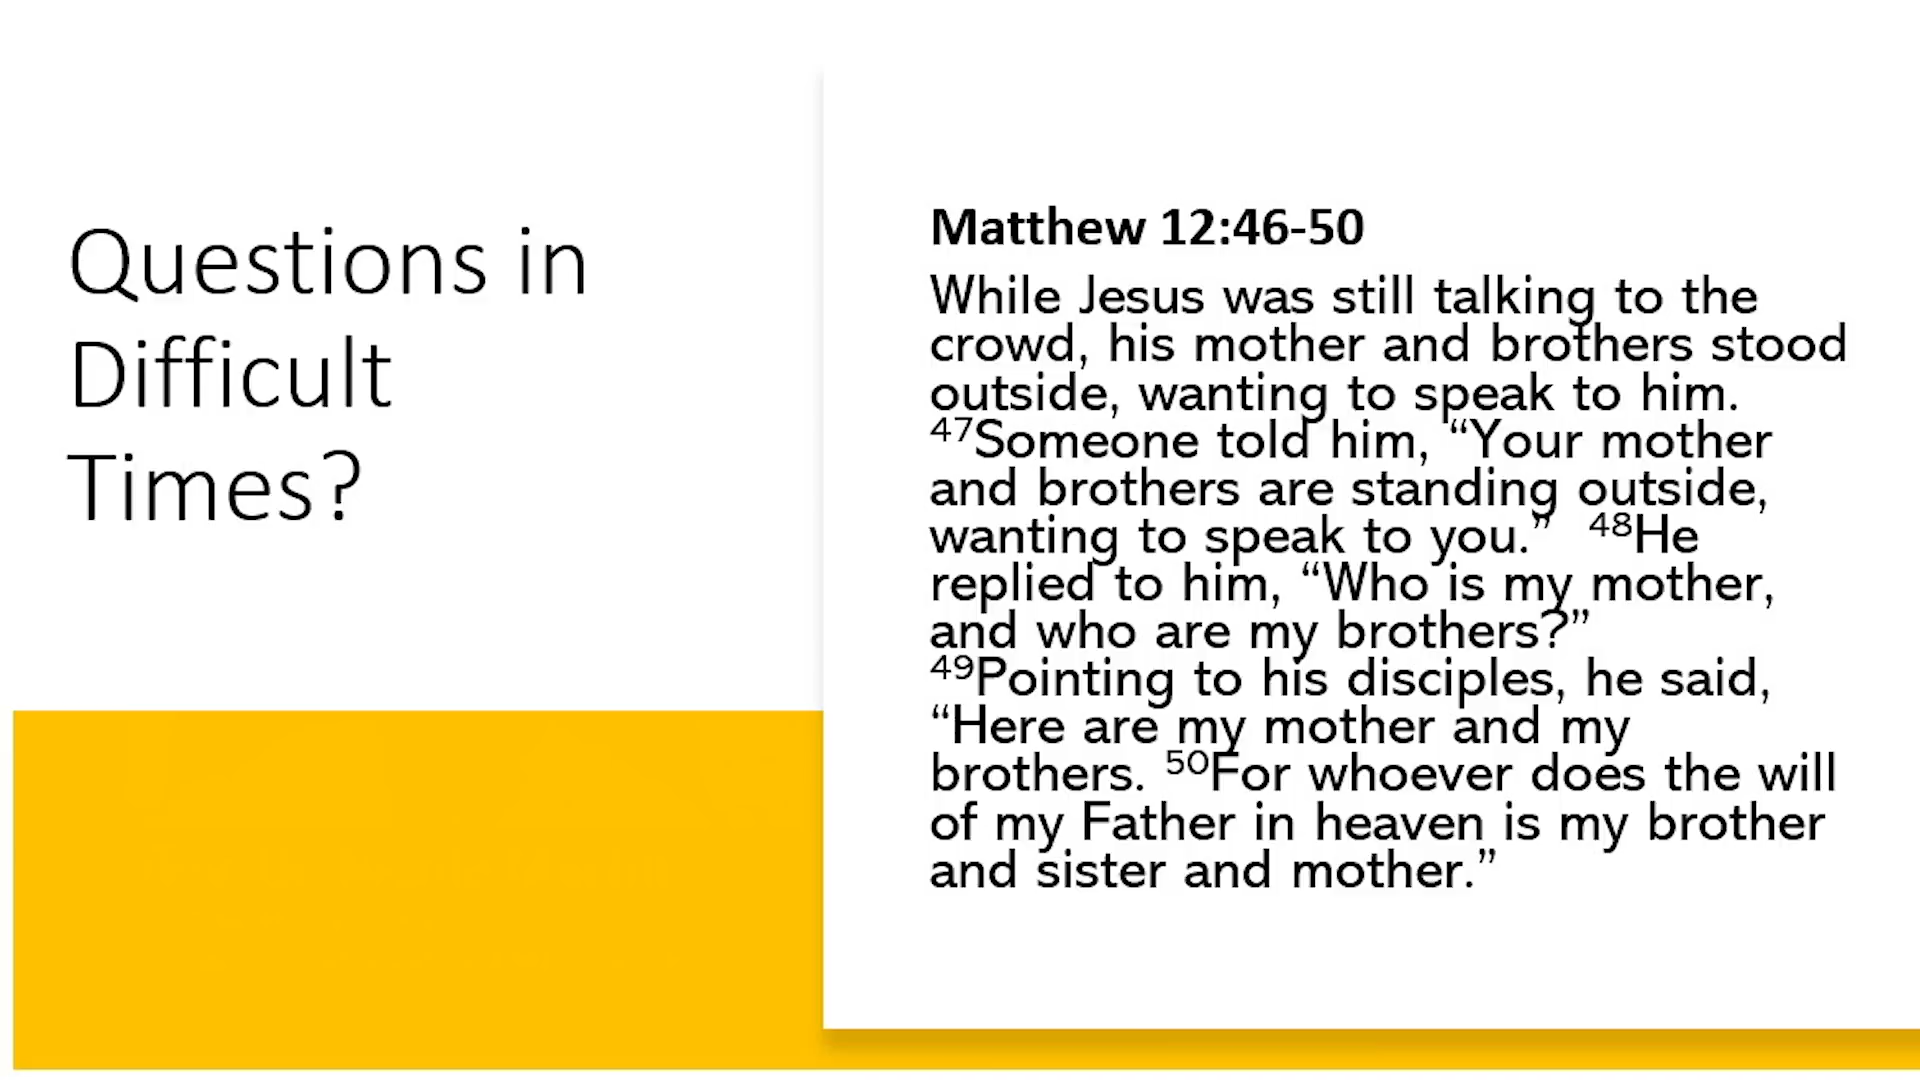 Questions in
Difficult
Times?
Matthew 12:46-50
While Jesus was still talking to the
crowd, his mother and brothers stood
outside, wanting to speak to him.
⁴⁷Someone told him, “Your mother
and brothers are standing outside,
wanting to speak to you.” ⁴⁸He
replied to him, “Who is my mother,
and who are my brothers?”
⁴⁹Pointing to his disciples, he said,
“Here are my mother and my
brothers. ⁵⁰For whoever does the will
of my Father in heaven is my brother
and sister and mother.”